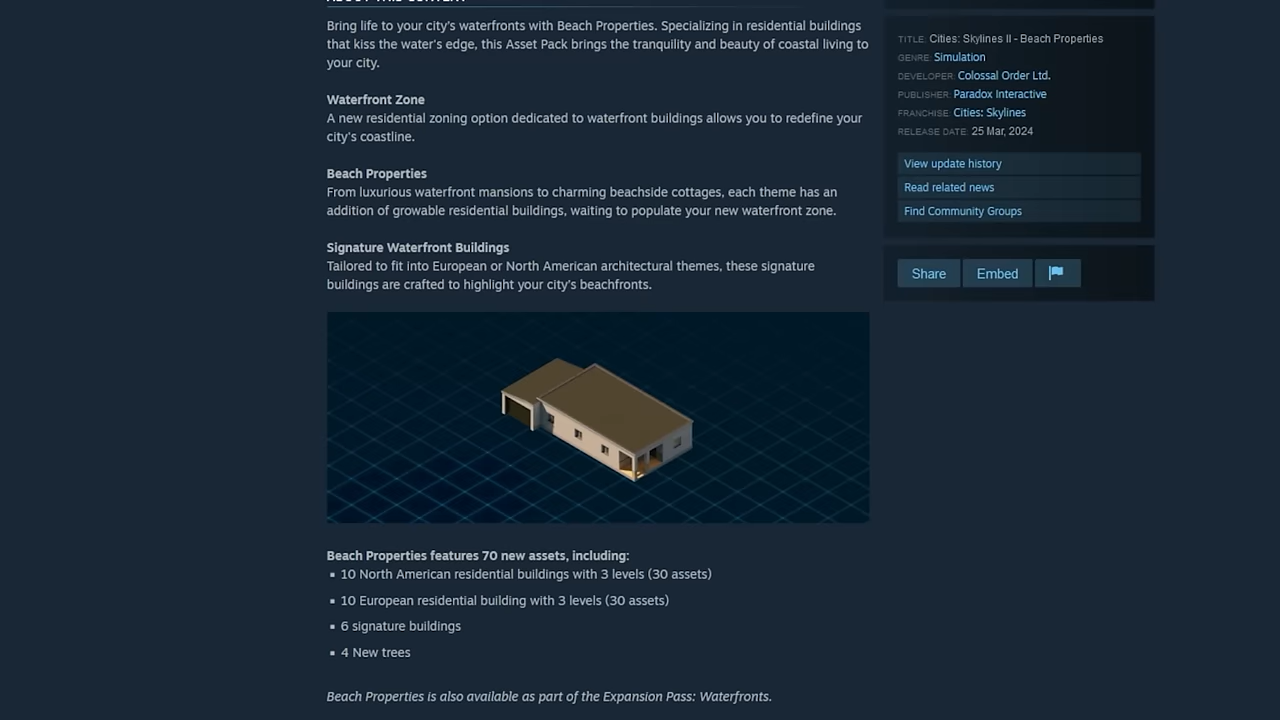 Bring life to your city's waterfronts with Beach Properties. Specializing in residential buildings
that kiss the water's edge, this Asset Pack brings the tranquility and beauty of coastal living to
your city.
Waterfront Zone
A new residential zoning option dedicated to waterfront buildings allows you to redefine your
city's coastline.
Beach Properties
From luxurious waterfront mansions to charming beachside cottages, each theme has an
addition of growable residential buildings, waiting to populate your new waterfront zone.
Signature Waterfront Buildings
Tailored to fit into European or North American architectural themes, these signature
buildings are crafted to highlight your city's beachfronts.
Beach Properties features 70 new assets, including:
▪ 10 North American residential buildings with 3 levels (30 assets)
▪ 10 European residential building with 3 levels (30 assets)
▪ 6 signature buildings
▪ 4 New trees
Beach Properties is also available as part of the Expansion Pass: Waterfronts.
TITLE: Cities: Skylines II - Beach Properties
GENRE: Simulation
DEVELOPER: Colossal Order Ltd.
PUBLISHER: Paradox Interactive
FRANCHISE: Cities: Skylines
RELEASE DATE: 25 Mar, 2024
View update history
Read related news
Find Community Groups
Share Embed